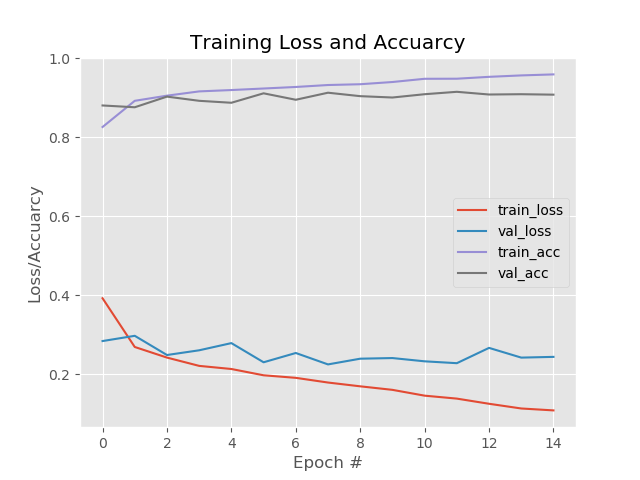 Training Loss and Accuarcy
1.0
0.8
0.6
0.4
0.2
Loss/Accuarcy
train_loss
val_loss
train_acc
val_acc
0 2 4 6 8 10 12 14
Epoch #